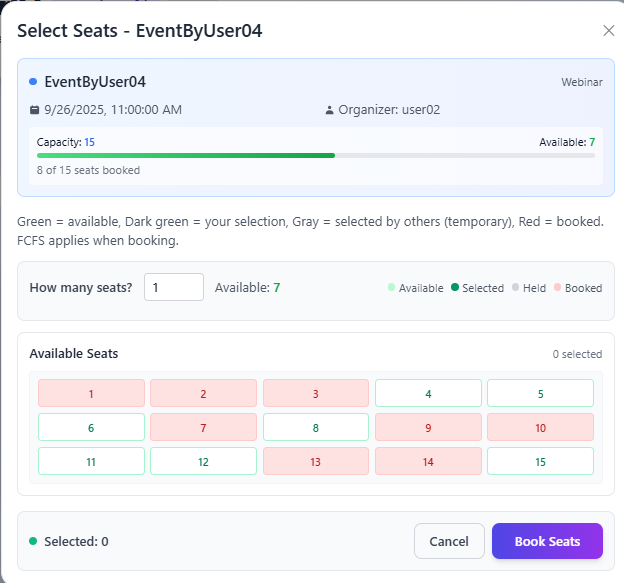 Select Seats - EventByUser04
EventByUser04
Webinar
9/26/2025, 11:00:00 AM
Organizer: user02
Capacity: 15
Available: 7
8 of 15 seats booked
Green = available, Dark green = your selection, Gray = selected by others (temporary), Red = booked.
FCFS applies when booking.
How many seats? 1 Available: 7
Available Selected Held Booked
Available Seats
0 selected
1 2 3 4 5
6 7 8 9 10
11 12 13 14 15
Selected: 0
Cancel
Book Seats